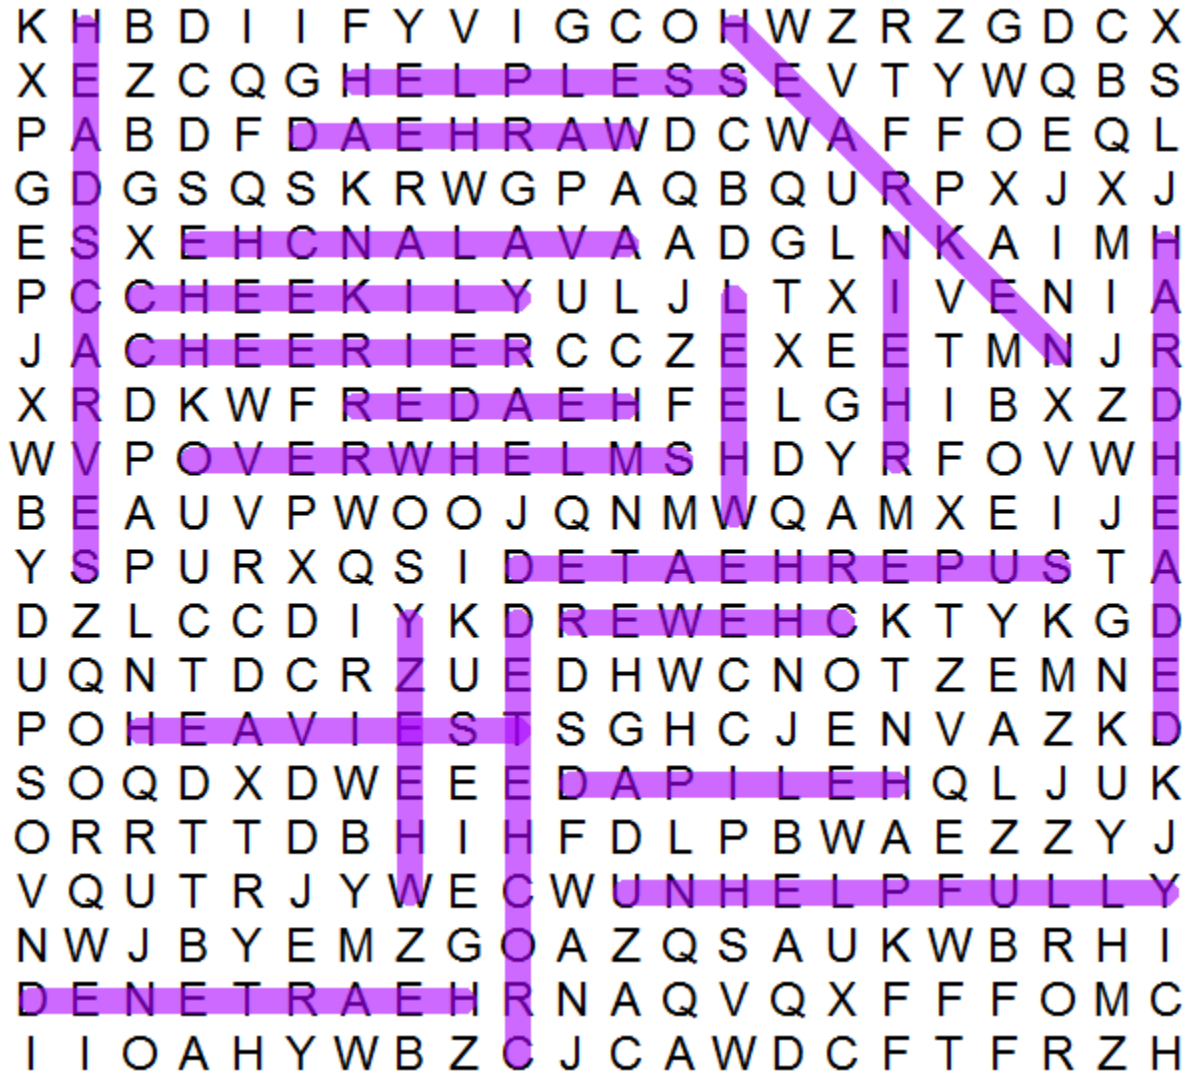 K H B D I I F Y V I G C O H W Z R Z G D C X
X E Z C Q G H E L P L E S S E V T Y W Q B S
P A B D F D A E H R A W D C W A F F O E Q L
G D G S Q S K R W G P A Q B Q U R P X J X J
E S X E H C N A L A V A A D G L N K A I M H
P C C H E E K I L Y U L J L T X I V E N I A
J A C H E E R I E R C C Z E X E E T M N J R
X R D K W F R E D A E H F E L G H I B X Z D
W V P O V E R W H E L M S H D Y R F O V W H
B E A U V P W O O J Q N M W Q A M X E I J E
Y S P U R X Q S I D E T A E H R E P U S T A
D Z L C C D I Y K D R E W E H C K T Y K G D
U Q N T D C R Z U E D H W C N O T Z E M N E
P O H E A V I E S T S G H C J E N V A Z K D
S O Q D X D W E E E D A P I L E H Q L J U K
O R R T T D B H I H F D L P B W A E Z Z Y J
V Q U T R J Y W E C W U N H E L P F U L L Y
N W J B Y E M Z G O A Z Q S A U K W B R H I
D E N E T R A E H R N A Q V Q X F F F O M C
I I O A H Y W B Z C J C A W D C F T F R Z H